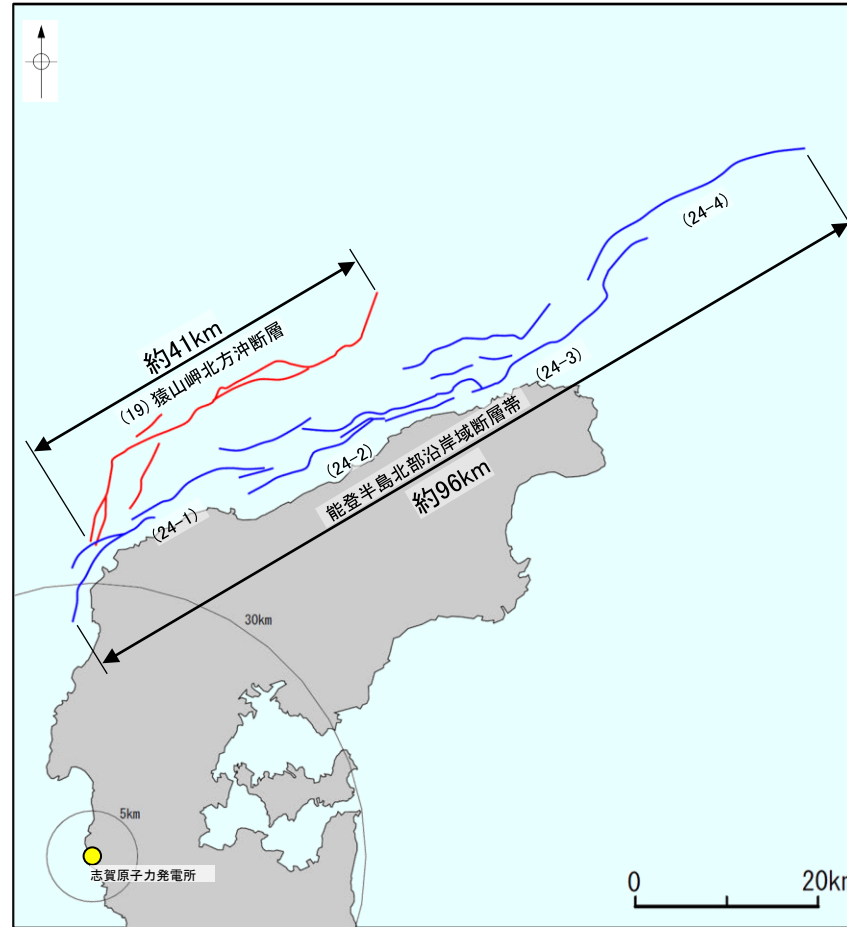 (24-4)
約41km
(19) 猿山岬北方沖断層
(24-3)
能登半島北部沿岸域断層帯
約96km
(24-2)
(24-1)
30km
5km
志賀原子力発電所
0
20km